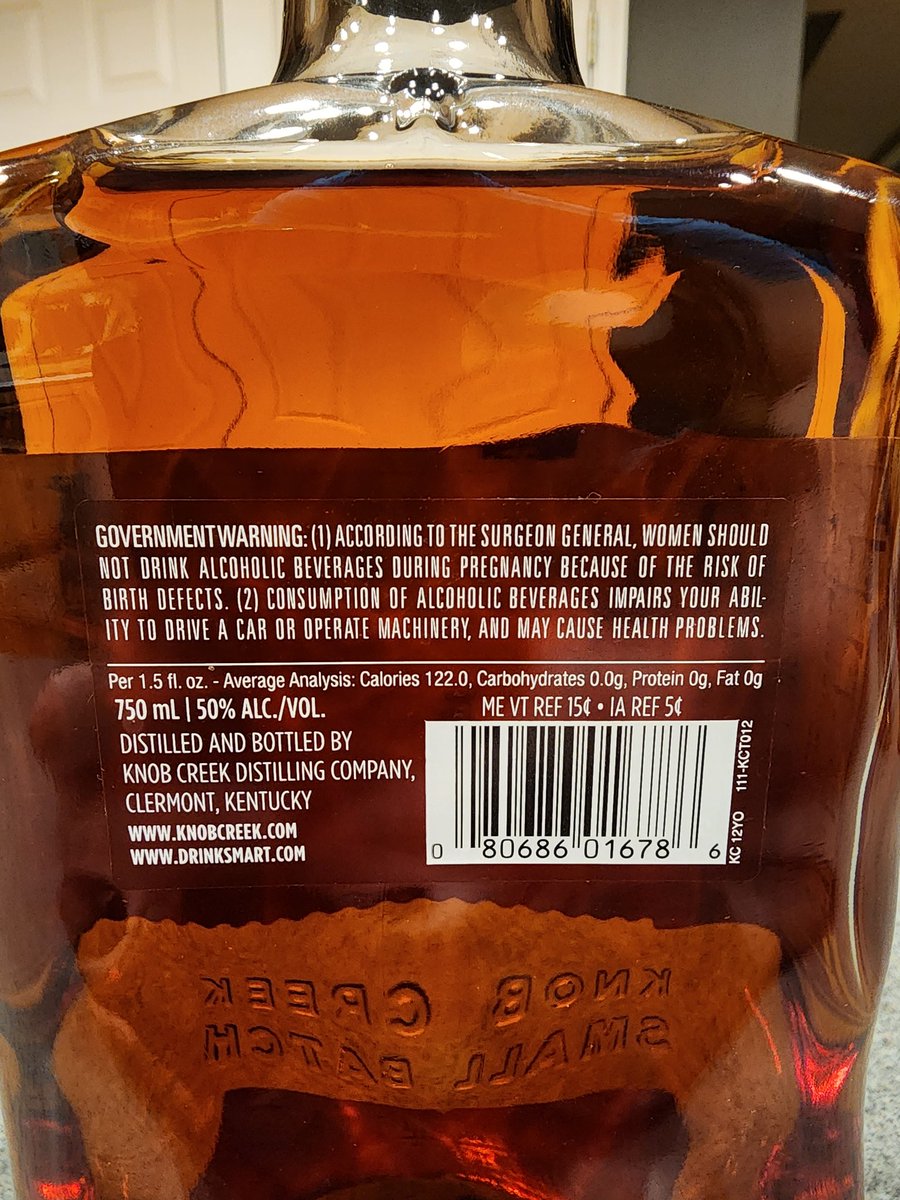 GOVERNMENT WARNING: (1) ACCORDING TO THE SURGEON GENERAL, WOMEN SHOULD
NOT DRINK ALCOHOLIC BEVERAGES DURING PREGNANCY BECAUSE OF THE RISK OF
BIRTH DEFECTS. (2) CONSUMPTION OF ALCOHOLIC BEVERAGES IMPAIRS YOUR ABIL-
ITY TO DRIVE A CAR OR OPERATE MACHINERY, AND MAY CAUSE HEALTH PROBLEMS.
Per 1.5 fl. oz. - Average Analysis: Calories 122.0, Carbohydrates 0.0g, Protein 0g, Fat 0g
750 mL | 50% ALC./VOL.
ME VT REF 15¢ • IA REF 5¢
DISTILLED AND BOTTLED BY
KNOB CREEK DISTILLING COMPANY,
CLERMONT, KENTUCKY
WWW.KNOBCREEK.COM
WWW.DRINKSMART.COM
0 80686 01678 6
KC 12YO 111-KCT012
KNOB CREEK
SMALL BATCH